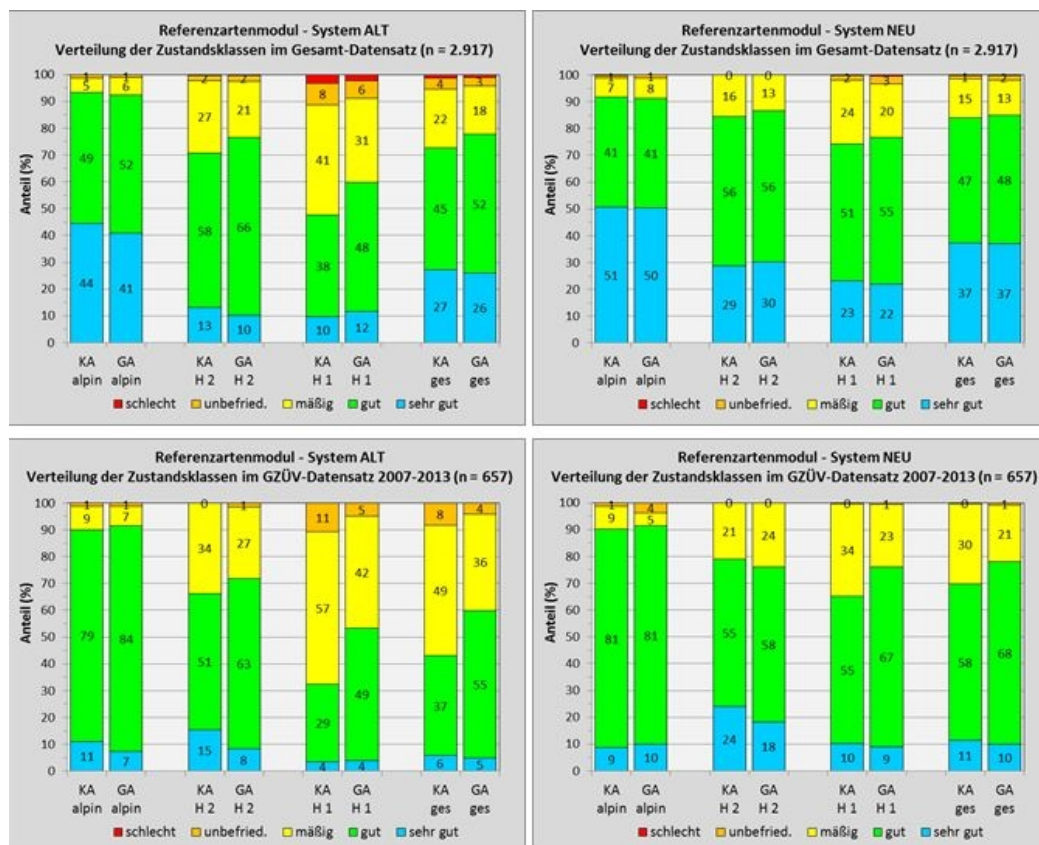 Referenzartenmodul - System ALT
Verteilung der Zustandsklassen im Gesamt-Datensatz (n = 2.917)
Anteil (%)
100
90
80
70
60
50
40
30
20
10
0
1 1 2 2 8 6 4 3
5 6 27 21 41 31 22 18
49 52 58 66 38 48 45 52
44 41 13 10 10 12 27 26
KA GA KA GA KA GA KA GA
alpin alpin H 2 H 2 H 1 H 1 ges ges
schlecht unbefried. mäßig gut sehr gut
Referenzartenmodul - System NEU
Verteilung der Zustandsklassen im Gesamt-Datensatz (n = 2.917)
Anteil (%)
100
90
80
70
60
50
40
30
20
10
0
1 1 0 0 2 3 1 2
7 8 16 13 24 20 15 13
41 41 56 56 51 55 47 48
51 50 29 30 23 22 37 37
KA GA KA GA KA GA KA GA
alpin alpin H 2 H 2 H 1 H 1 ges ges
schlecht unbefried. mäßig gut sehr gut
Referenzartenmodul - System ALT
Verteilung der Zustandsklassen im GZÜV-Datensatz 2007-2013 (n = 657)
Anteil (%)
100
90
80
70
60
50
40
30
20
10
0
1 1 0 1 11 5 8 4
9 7 34 27 57 42 49 36
79 84 51 63 29 49 37 55
11 7 15 8 4 4 6 5
KA GA KA GA KA GA KA GA
alpin alpin H 2 H 2 H 1 H 1 ges ges
schlecht unbefried. mäßig gut sehr gut
Referenzartenmodul - System NEU
Verteilung der Zustandsklassen im GZÜV-Datensatz 2007-2013 (n = 657)
Anteil (%)
100
90
80
70
60
50
40
30
20
10
0
1 4 0 0 0 1 0 1
9 5 21 24 34 23 30 21
81 81 55 58 55 67 58 68
9 10 24 18 10 9 11 10
KA GA KA GA KA GA KA GA
alpin alpin H 2 H 2 H 1 H 1 ges ges
schlecht unbefried. mäßig gut sehr gut